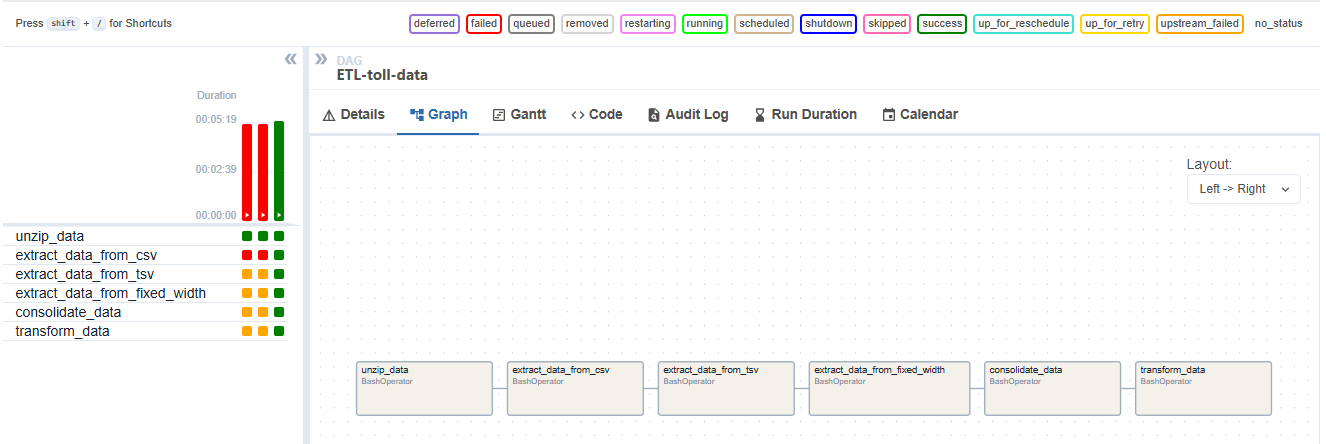 Press shift + / for Shortcuts
deferred failed queued removed restarting running scheduled shutdown skipped success up_for_reschedule up_for_retry upstream_failed no_status
DAG
ETL-toll-data
Details Graph Gantt Code Audit Log Run Duration Calendar
Duration
00:05:19
00:02:39
00:00:00
unzip_data
extract_data_from_csv
extract_data_from_tsv
extract_data_from_fixed_width
consolidate_data
transform_data
Layout:
Left -> Right
unzip_data
BashOperator
extract_data_from_csv
BashOperator
extract_data_from_tsv
BashOperator
extract_data_from_fixed_width
BashOperator
consolidate_data
BashOperator
transform_data
BashOperator